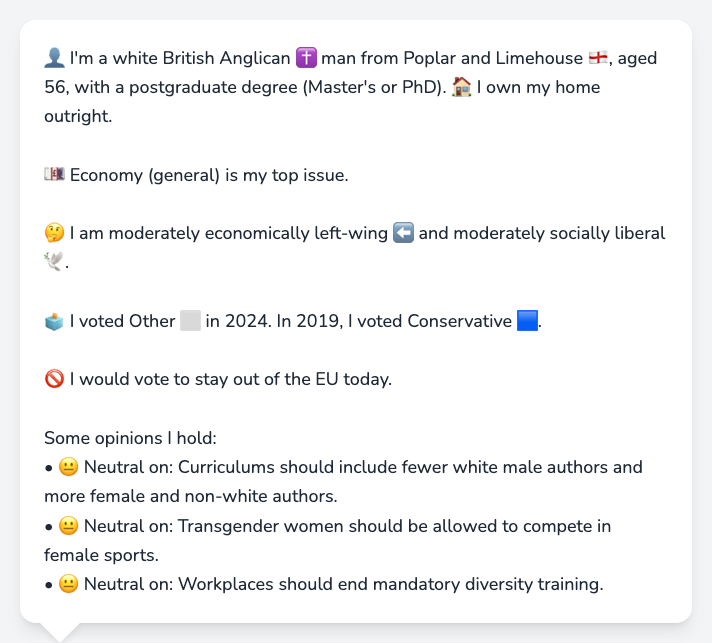 👤 I'm a white British Anglican ✝️ man from Poplar and Limehouse 🏴󠁧󠁢󠁥󠁮󠁧󠁿, aged
56, with a postgraduate degree (Master's or PhD). 🏠 I own my home
outright.
💷 Economy (general) is my top issue.
🤔 I am moderately economically left-wing ⬅️ and moderately socially liberal
🕊️.
🗳️ I voted Other ⬜ in 2024. In 2019, I voted Conservative 🟦.
🚫 I would vote to stay out of the EU today.
Some opinions I hold:
• 😐 Neutral on: Curriculums should include fewer white male authors and
more female and non-white authors.
• 😐 Neutral on: Transgender women should be allowed to compete in
female sports.
• 😐 Neutral on: Workplaces should end mandatory diversity training.